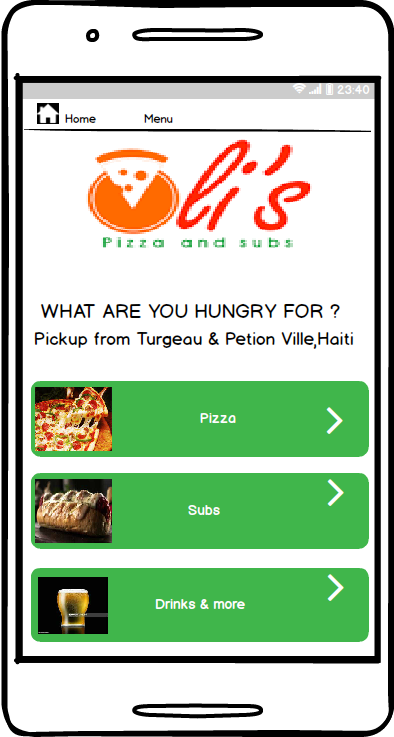 23:40
Home Menu
Oli's
Pizza and subs
WHAT ARE YOU HUNGRY FOR ?
Pickup from Turgeau & Petion Ville,Haiti
Pizza
Subs
Drinks & more